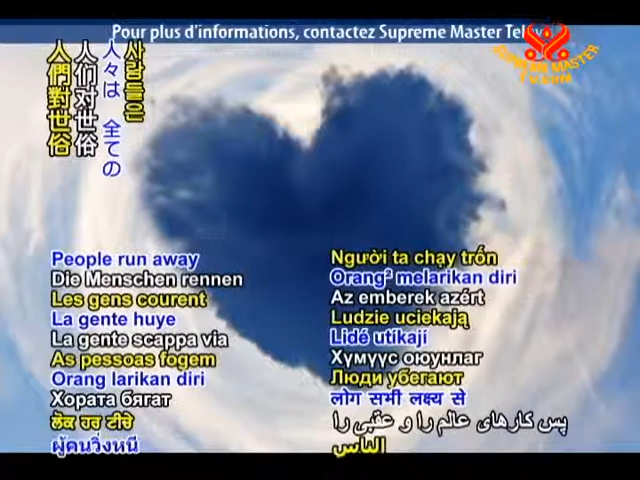 Pour plus d'informations, contactez Supreme Master
SUPREME MASTER
사람들은
人々は 全ての
人们对世俗
人們對世俗
People run away
Die Menschen rennen
Les gens courent
La gente huye
La gente scappa via
As pessoas fogem
Orang larikan diri
Хората бягат
ਲੋਕ ਹਰ ਟੀਚੇ
ผู้คนวิ่งหนี
Người ta chạy trốn
Orang² melarikan diri
Az emberek azért
Ludzie uciekają
Lidé utíkají
Хүмүүс оюунлаг
Люди убегают
लोग सभी लक्ष्य से
پس کارهای عالم را و عقبی را
الناس